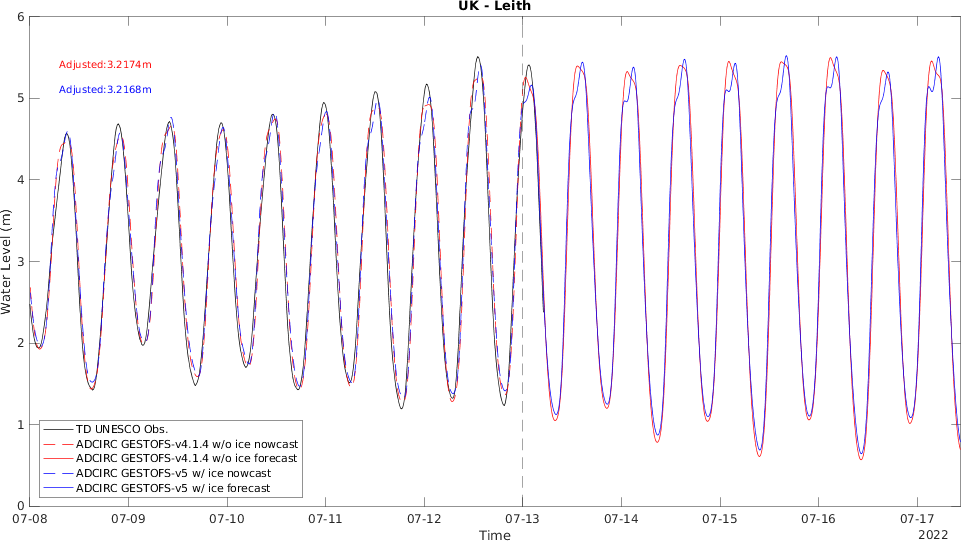 UK - Leith
6
5
4
3
2
1
0
Water Level (m)
Adjusted:3.2174m
Adjusted:3.2168m
TD UNESCO Obs.
ADCIRC GESTOFS-v4.1.4 w/o ice nowcast
ADCIRC GESTOFS-v4.1.4 w/o ice forecast
ADCIRC GESTOFS-v5 w/ ice nowcast
ADCIRC GESTOFS-v5 w/ ice forecast
07-08 07-09 07-10 07-11 07-12 07-13 07-14 07-15 07-16 07-17
Time
2022